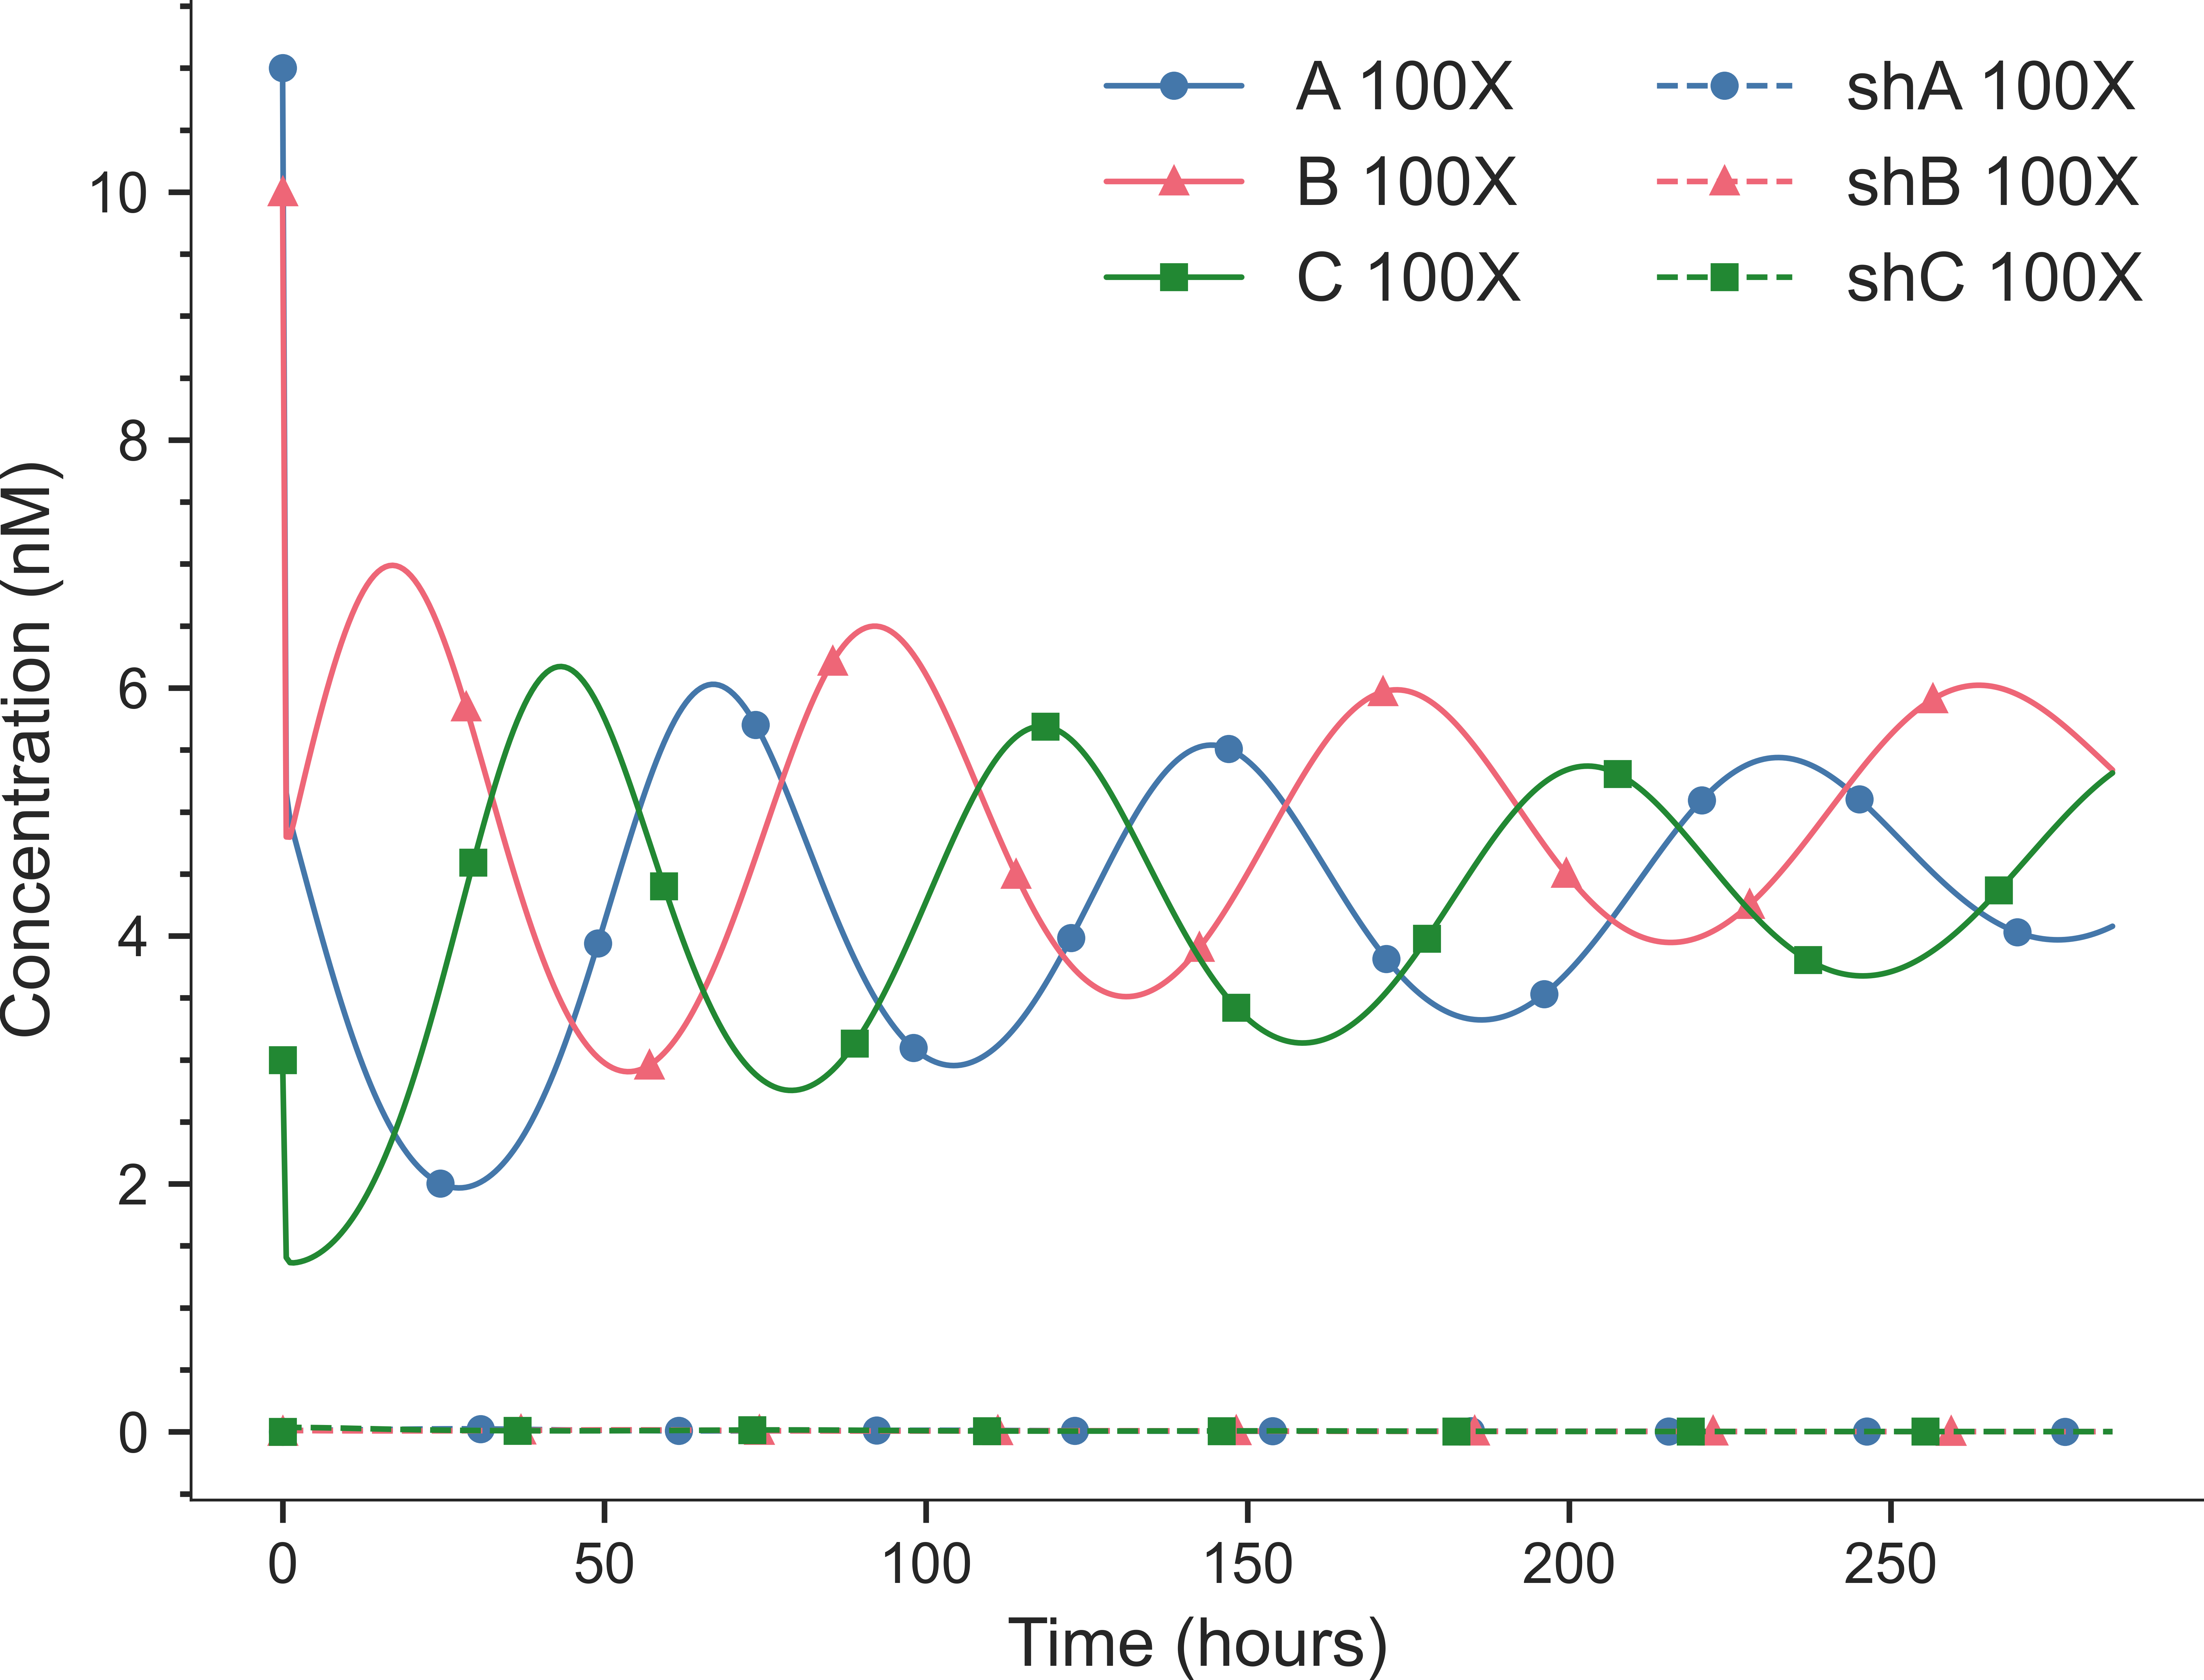 A 100X
B 100X
C 100X
shA 100X
shB 100X
shC 100X
Concentration (nM)
10
8
6
4
2
0
0 50 100 150 200 250
Time (hours)